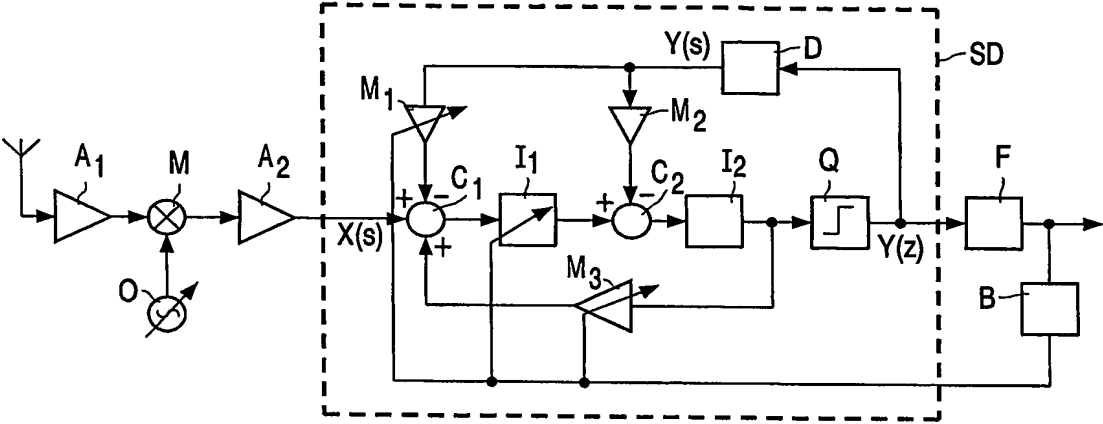 Y(s)
D
SD
M1
M2
A1
M
A2
C1
I1
C2
I2
Q
F
+
−
+
−
X(s)
+
Y(z)
O
M3
B